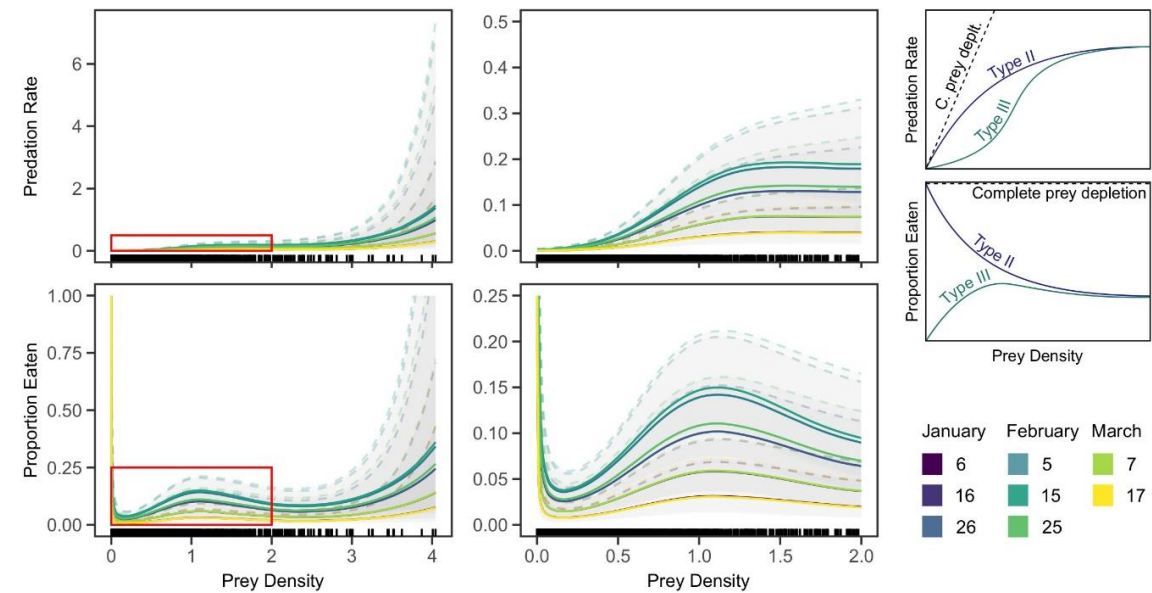 Predation Rate
6
4
2
0
0.5
0.4
0.3
0.2
0.1
0.0
Predation Rate
C. prey deplt.
Type II
Type III
Proportion Eaten
1.00
0.75
0.50
0.25
0.00
0 1 2 3 4
Prey Density
0.25
0.20
0.15
0.10
0.05
0.00
0.0 0.5 1.0 1.5 2.0
Prey Density
Proportion Eaten
Complete prey depletion
Type II
Type III
Prey Density
January February March
6 5 7
16 15 17
26 25